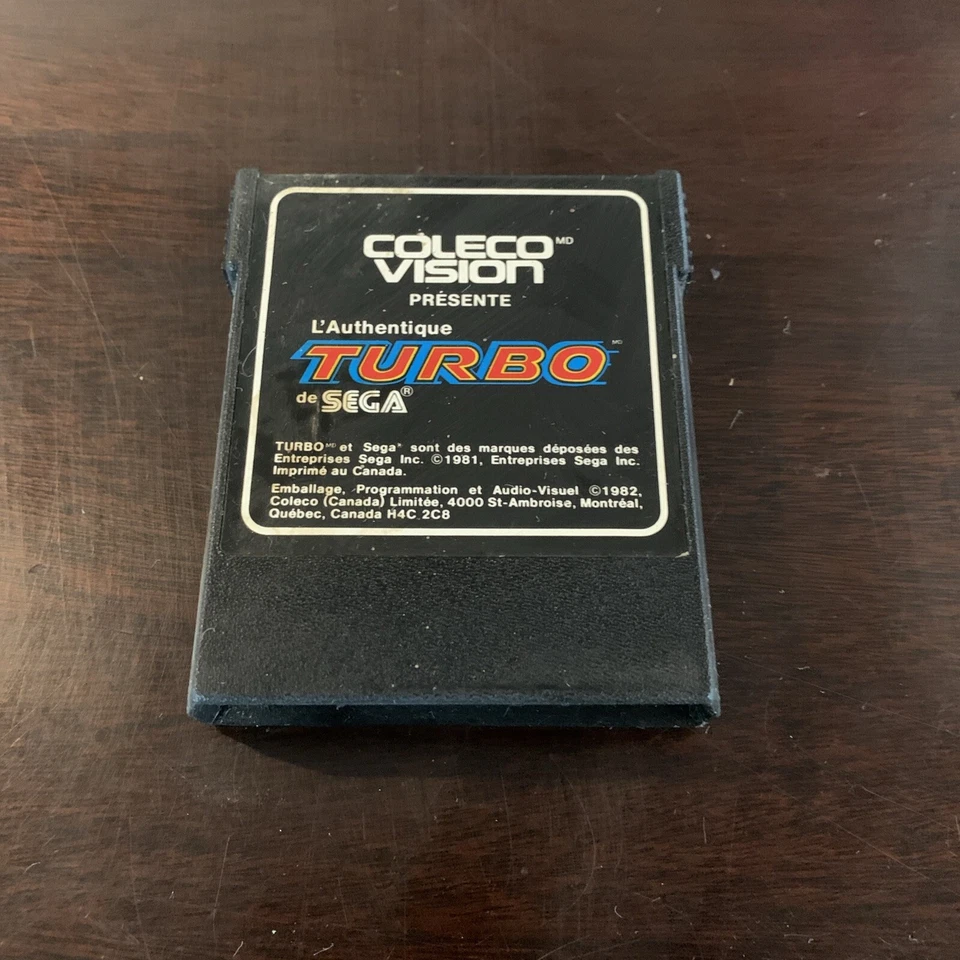 COLECO MD
VISION
PRÉSENTE
L'Authentique
TURBO MD
de SEGA®
TURBO MD et Sega® sont des marques déposées des
Entreprises Sega Inc. ©1981, Entreprises Sega Inc.
Imprimé au Canada.
Emballage, Programmation et Audio-Visuel ©1982,
Coleco (Canada) Limitée, 4000 St-Ambroise, Montréal,
Québec, Canada H4C 2C8